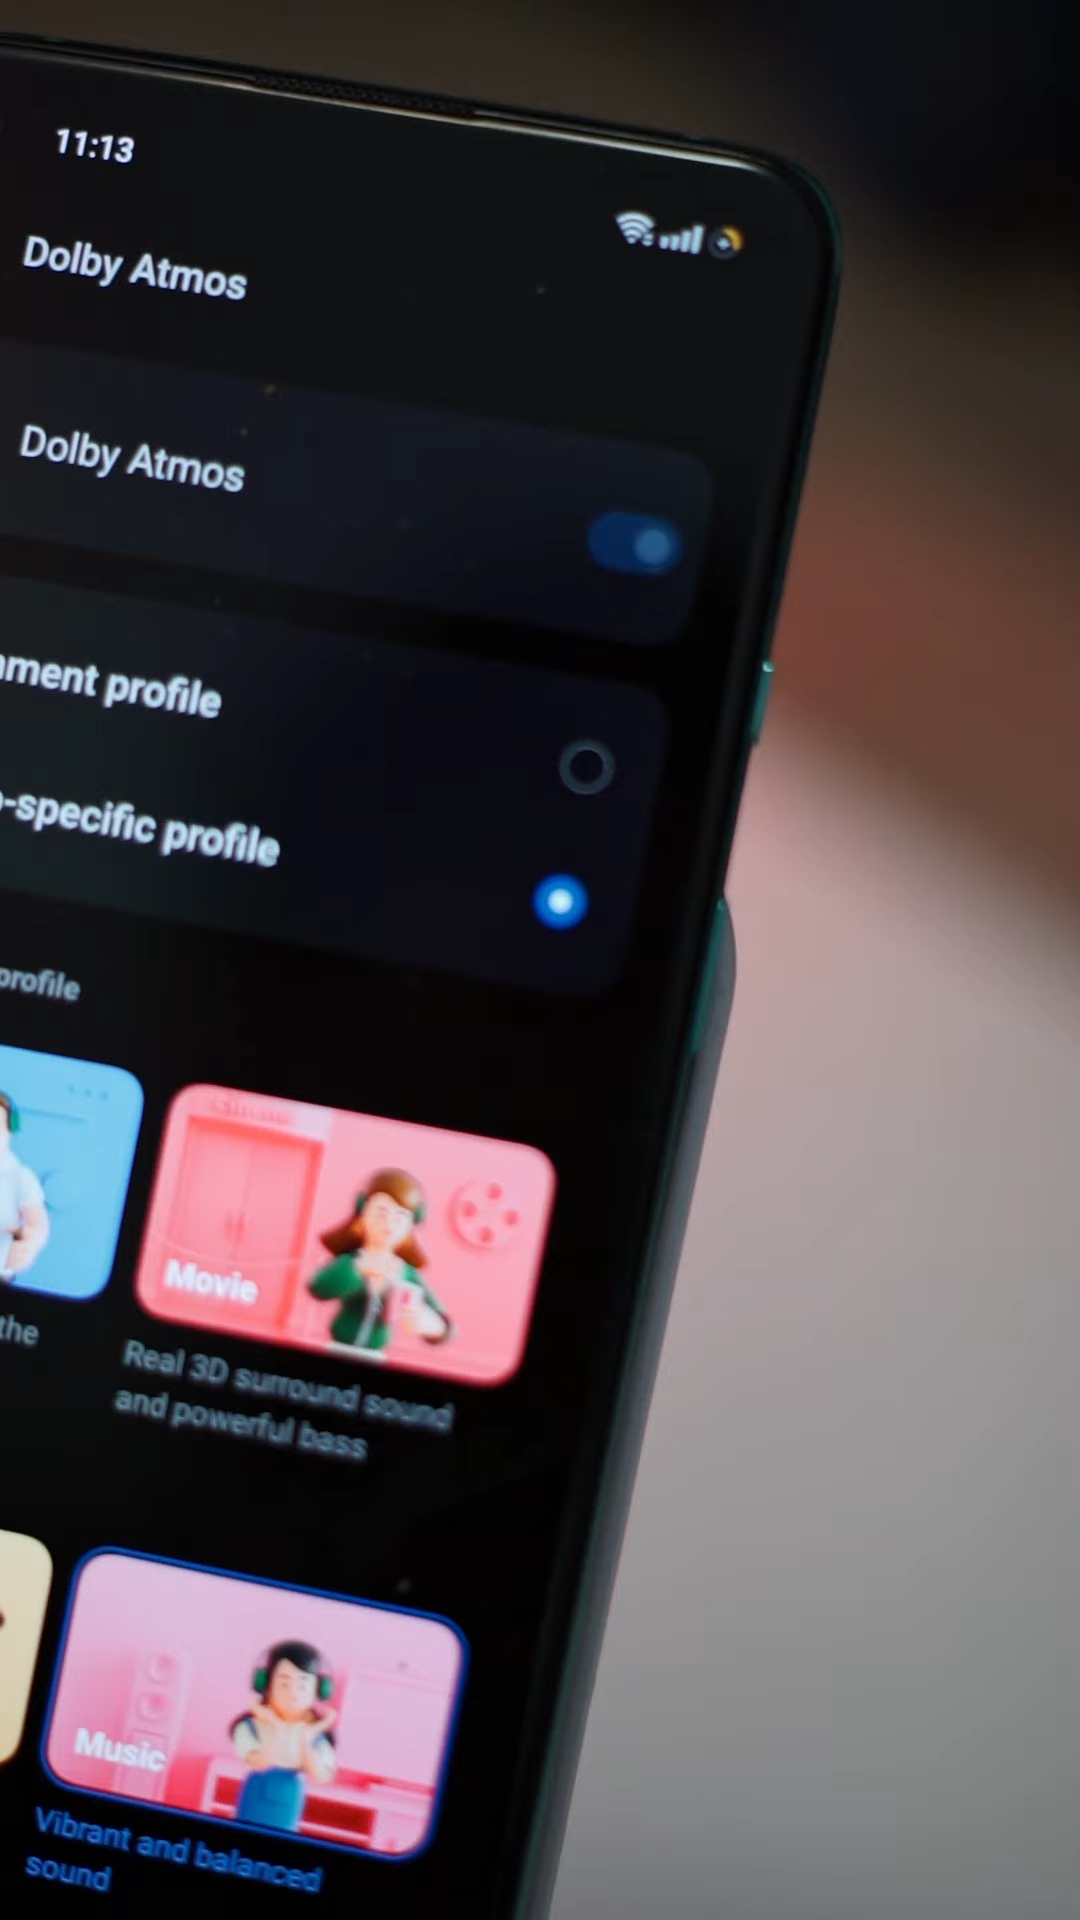 11:13
Dolby Atmos
Dolby Atmos
nment profile
-specific profile
profile
Movie
the
Real 3D surround sound
and powerful bass
Music
Vibrant and balanced
sound